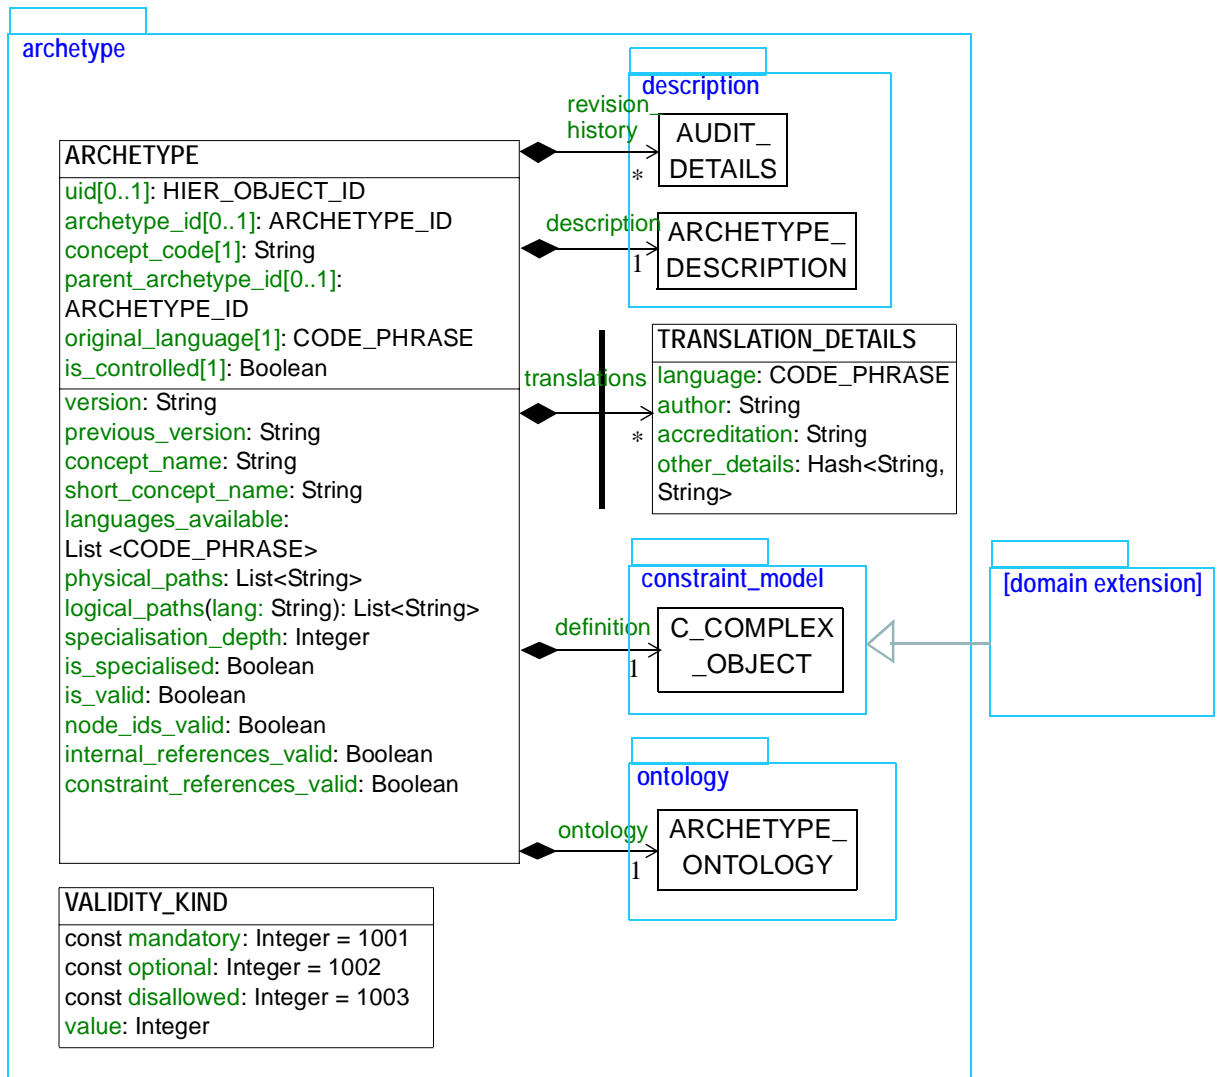 archetype
ARCHETYPE
uid[0..1]: HIER_OBJECT_ID
archetype_id[0..1]: ARCHETYPE_ID
concept_code[1]: String
parent_archetype_id[0..1]:
ARCHETYPE_ID
original_language[1]: CODE_PHRASE
is_controlled[1]: Boolean
version: String
previous_version: String
concept_name: String
short_concept_name: String
languages_available:
List <CODE_PHRASE>
physical_paths: List<String>
logical_paths(lang: String): List<String>
specialisation_depth: Integer
is_specialised: Boolean
is_valid: Boolean
node_ids_valid: Boolean
internal_references_valid: Boolean
constraint_references_valid: Boolean
VALIDITY_KIND
const mandatory: Integer = 1001
const optional: Integer = 1002
const disallowed: Integer = 1003
value: Integer
revision_
history
*
description
AUDIT_
DETAILS
description
1
ARCHETYPE_
DESCRIPTION
translations
*
TRANSLATION_DETAILS
language: CODE_PHRASE
author: String
accreditation: String
other_details: Hash<String,
String>
constraint_model
definition
1
C_COMPLEX
_OBJECT
[domain extension]
ontology
ontology
1
ARCHETYPE_
ONTOLOGY